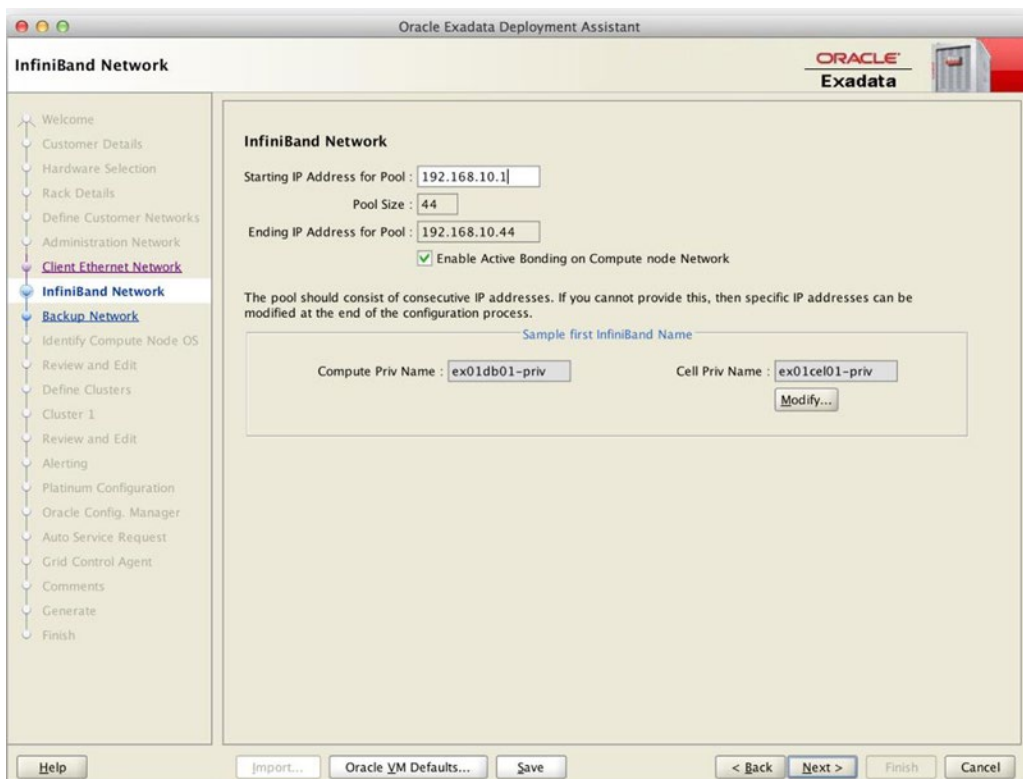 Oracle Exadata Deployment Assistant
InfiniBand Network
ORACLE
Exadata
Welcome
Customer Details
Hardware Selection
Rack Details
Define Customer Networks
Administration Network
Client Ethernet Network
InfiniBand Network
Backup Network
Identify Compute Node OS
Review and Edit
Define Clusters
Cluster 1
Review and Edit
Alerting
Platinum Configuration
Oracle Config. Manager
Auto Service Request
Grid Control Agent
Comments
Generate
Finish
InfiniBand Network
Starting IP Address for Pool : 192.168.10.1
Pool Size : 44
Ending IP Address for Pool : 192.168.10.44
Enable Active Bonding on Compute node Network
The pool should consist of consecutive IP addresses. If you cannot provide this, then specific IP addresses can be
modified at the end of the configuration process.
Sample first InfiniBand Name
Compute Priv Name : ex01db01-priv Cell Priv Name : ex01cel01-priv
Modify...
Help Import... Oracle VM Defaults... Save < Back Next > Finish Cancel